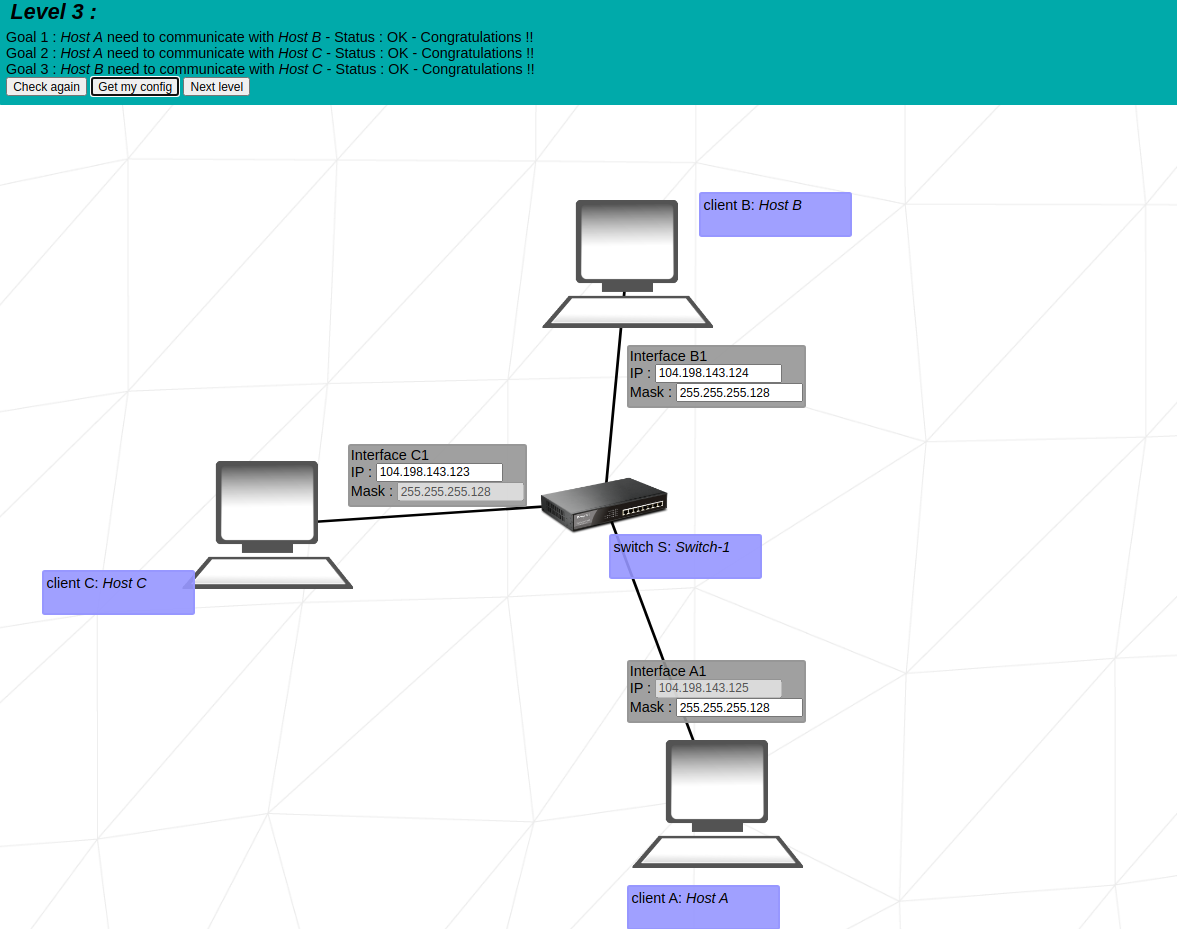 Level 3 :
Goal 1 : Host A need to communicate with Host B - Status : OK - Congratulations !!
Goal 2 : Host A need to communicate with Host C - Status : OK - Congratulations !!
Goal 3 : Host B need to communicate with Host C - Status : OK - Congratulations !!
Check again Get my config Next level
client B: Host B
Interface B1
IP : 104.198.143.124
Mask : 255.255.255.128
Interface C1
IP : 104.198.143.123
Mask : 255.255.255.128
switch S: Switch-1
client C: Host C
Interface A1
IP : 104.198.143.125
Mask : 255.255.255.128
client A: Host A